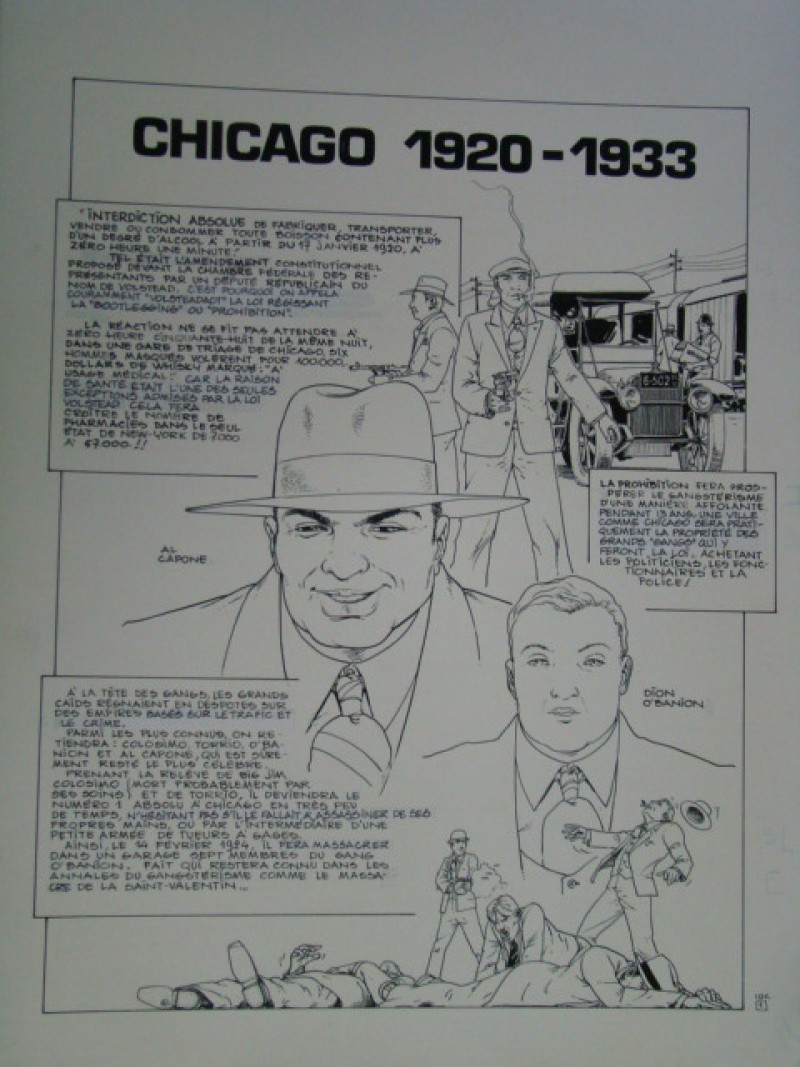 CHICAGO 1920-1933
"INTERDICTION ABSOLUE DE FABRIQUER, TRANSPORTER,
VENDRE OU CONSOMMER TOUTE BOISSON CONTENANT PLUS
D'UN DEGRÉ D'ALCOOL À PARTIR DU 17 JANVIER 1920, À
ZÉRO HEURE UNE MINUTE."
TEL ÉTAIT L'AMENDEMENT CONSTITUTIONNEL
PROPOSÉ DEVANT LA CHAMBRE FÉDÉRALE DES RE-
PRÉSENTANTS PAR UN DÉPUTÉ RÉPUBLICAIN DU
NOM DE VOLSTEAD. C'EST POURQUOI ON APPELA
COURAMMENT "VOLSTEADACT" LA LOI RÉGISSANT
LA "BOOTLEGGING" OU "PROHIBITION".
LA RÉACTION NE SE FIT PAS ATTENDRE À
ZÉRO HEURE CINQUANTE-HUIT DE LA MÊME NUIT,
DANS UNE GARE DE TRIAGE DE CHICAGO, SIX
HOMMES MASQUÉS VOLÈRENT POUR 100.000
DOLLARS DE WHISKY MARQUÉ: "À
USAGE MÉDICAL". CAR LA RAISON
DE SANTÉ ÉTAIT L'UNE DES SEULES
EXCEPTIONS ADMISES PAR LA LOI
VOLSTEAD CELA FERA
CROÎTRE LE NOMBRE DE
PHARMACIES DANS LE SEUL
ÉTAT DE NEW-YORK DE 7000
À 67.000!!
6-502
LA PROHIBITION FERA PROS-
PÉRER LE GANGSTÉRISME
D'UNE MANIÈRE AFFOLANTE
PENDANT 13 ANS. UNE VILLE
COMME CHICAGO SERA PRATI-
QUEMENT LA PROPRIÉTÉ DES
GRANDS "GANGS" QUI Y
FERONT LA LOI, ACHETANT
LES POLITICIENS, LES FONC-
TIONNAIRES ET LA
POLICE!
AL
CAPONE
DION
O'BANION
À LA TÊTE DES GANGS, LES GRANDS
CAÏDS RÉGNAIENT EN DESPOTES SUR
DES EMPIRES BASÉS SUR LE TRAFIC ET
LE CRIME.
PARMI LES PLUS CONNUS, ON RE-
TIENDRA: COLOSIMO, TORRIO, O'BA-
NION ET AL CAPONE, QUI EST SÛRE-
MENT RESTÉ LE PLUS CÉLÈBRE.
PRENANT LA RELÈVE DE BIG JIM
COLOSIMO (MORT PROBABLEMENT PAR
SES SOINS) ET DE TORRIO, IL DEVIENDRA LE
NUMÉRO 1 ABSOLU À CHICAGO EN TRÈS PEU
DE TEMPS, N'HÉSITANT PAS S'IL LE FALLAIT À ASSASSINER DE SES
PROPRES MAINS, OU PAR L'INTERMÉDIAIRE D'UNE
PETITE ARMÉE DE TUEURS À GAGES.
AINSI, LE 14 FÉVRIER 1924, IL FERA MASSACRER
DANS UN GARAGE SEPT MEMBRES DU GANG
O'BANION, FAIT QUI RESTERA CONNU DANS LES
ANNALES DU GANGSTÉRISME COMME LE MASSA-
CRE DE LA SAINT-VALENTIN...
?
1